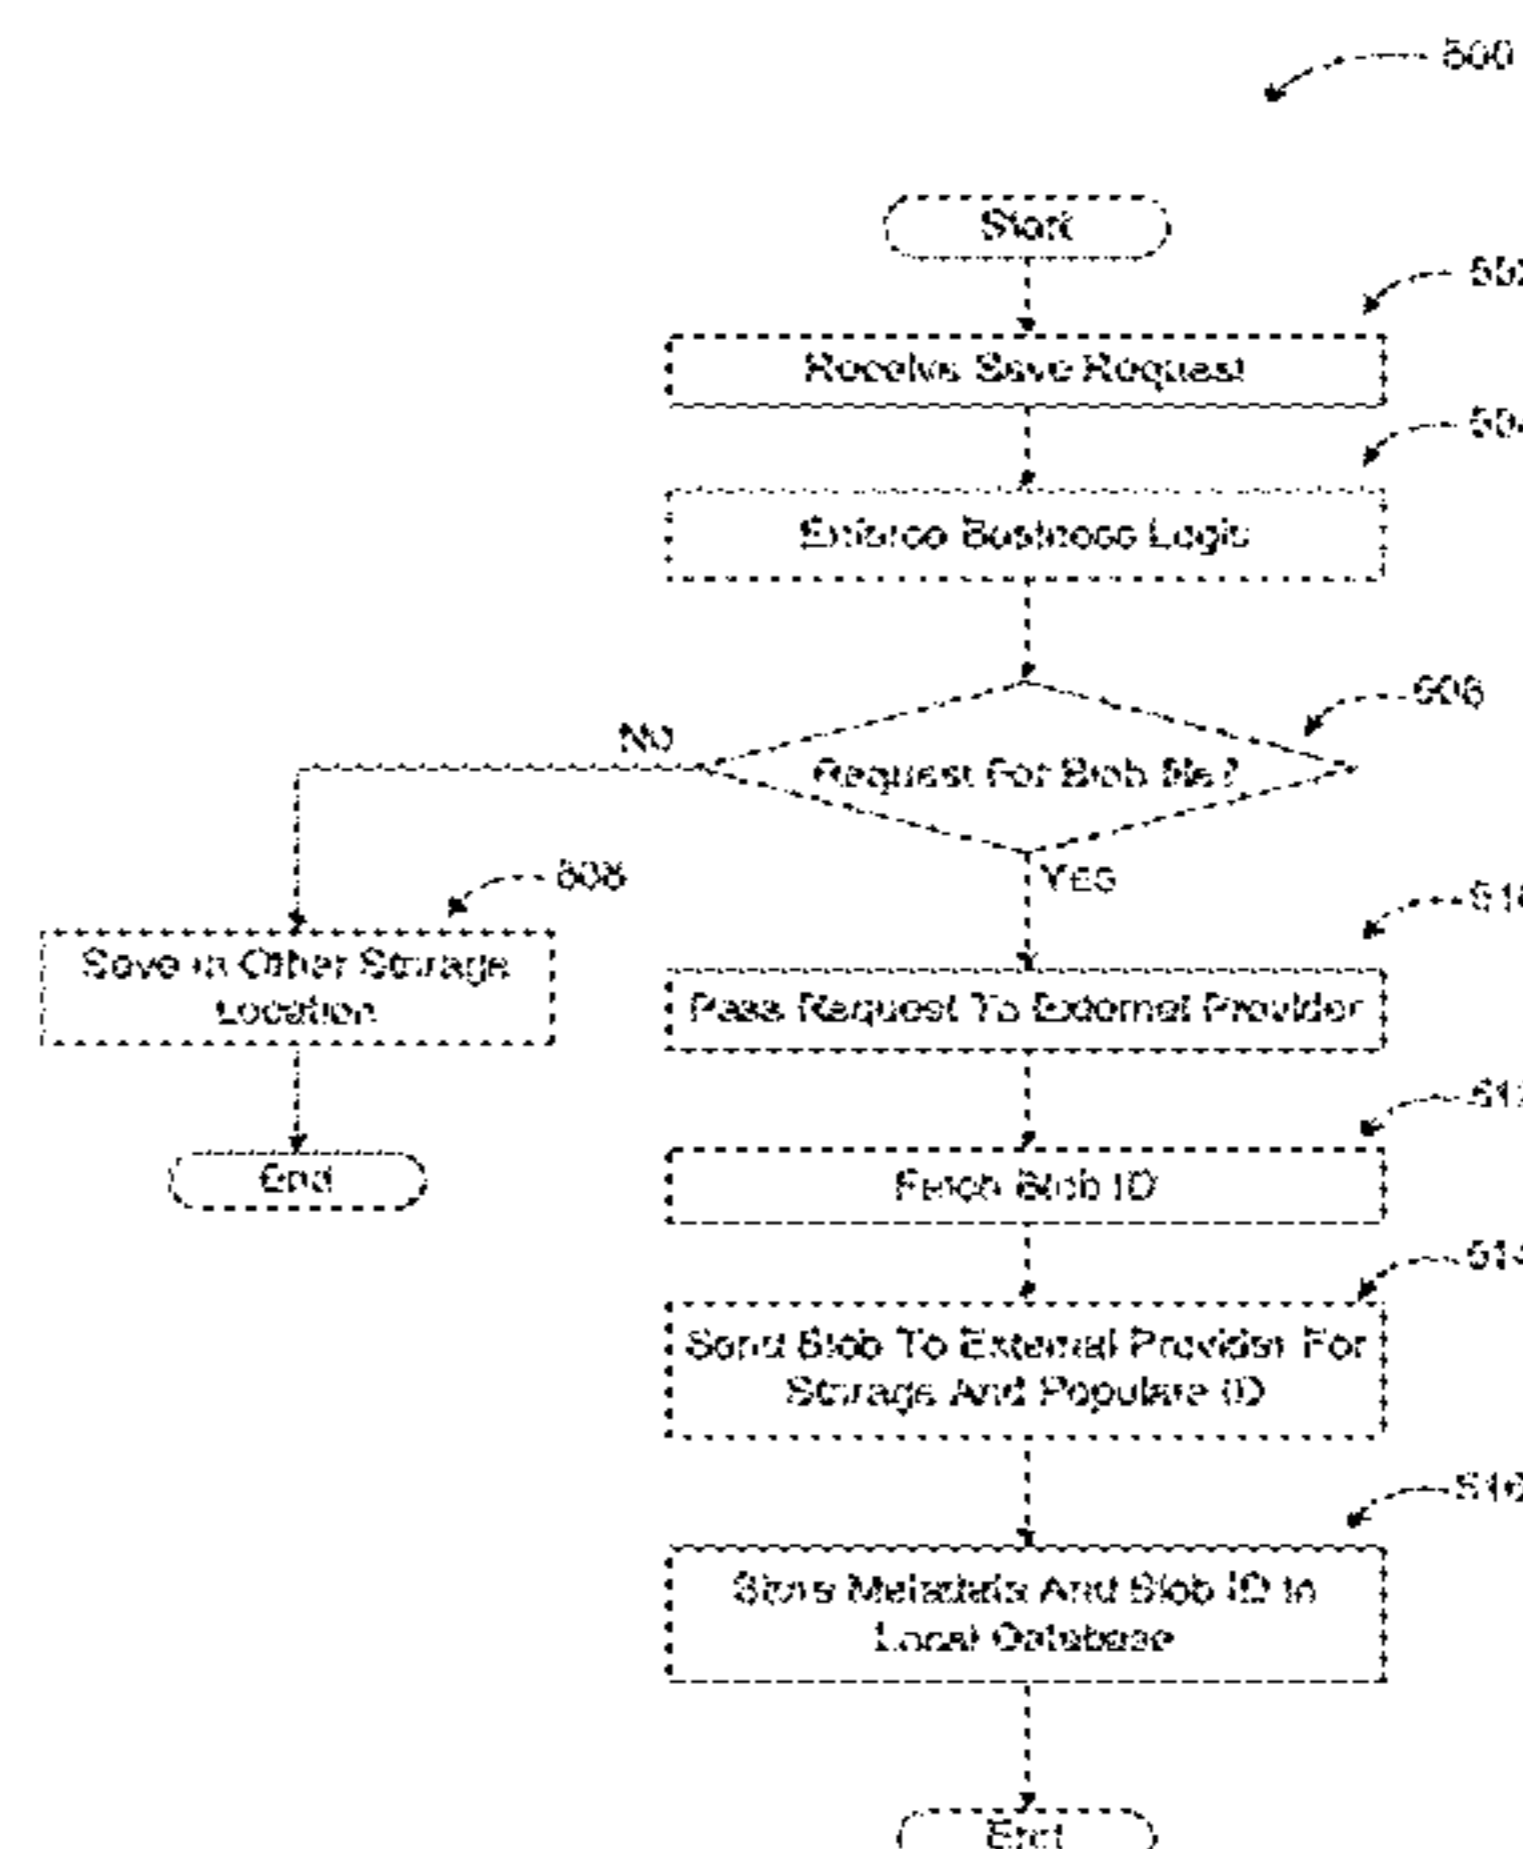 500
Start
Receive Save Request
Enforce Business Logic
506
Request For Blob file?
No
YES
508
Save in Other Storage
Location
Pass Request To External Provider
End
Fetch Blob ID
Send Blob To External Provider For
Storage And Populate ID
Store Metadata And Blob ID In
Local Database
End